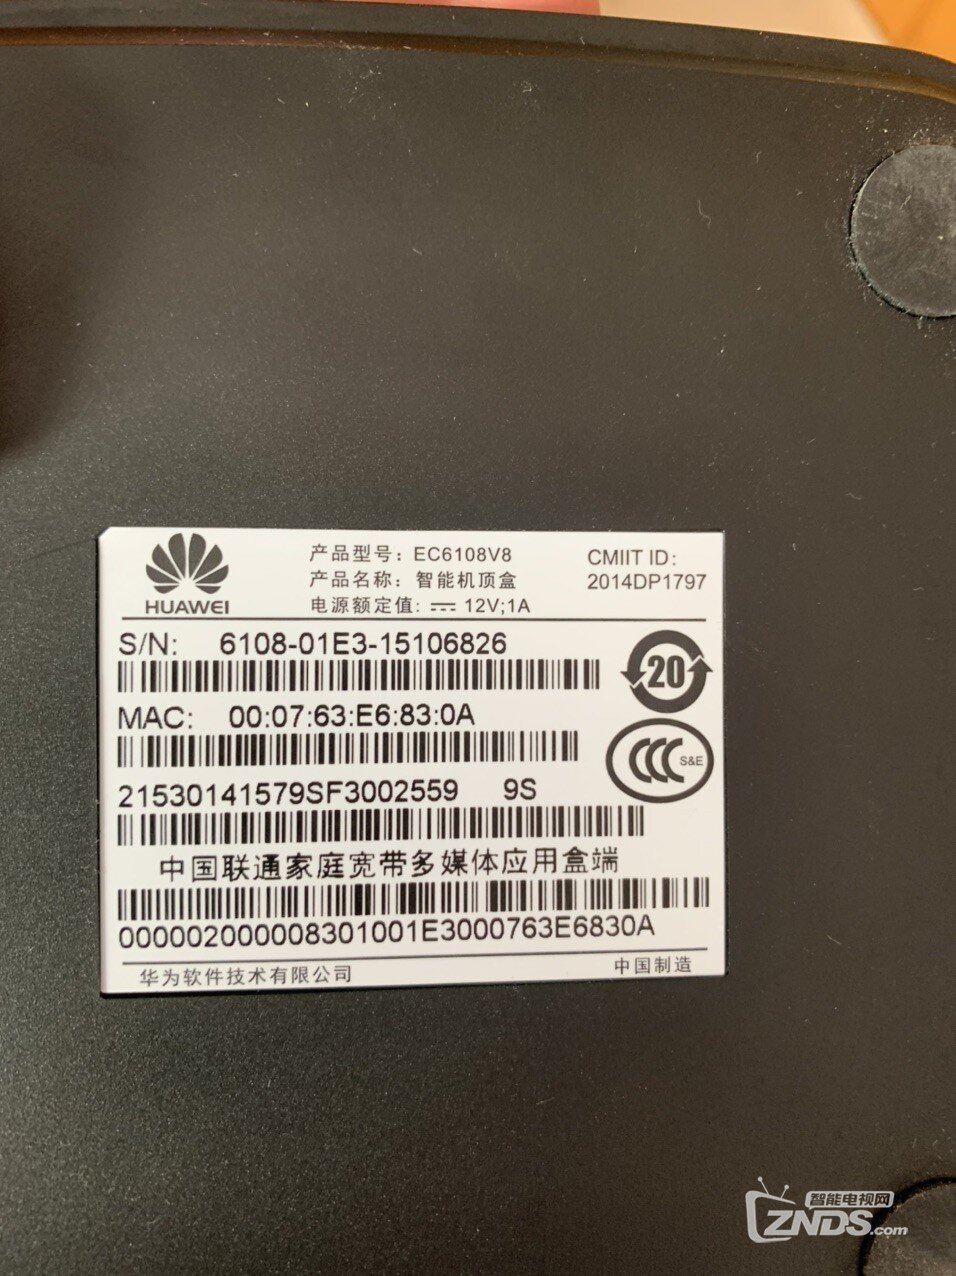 产品型号：EC6108V8
产品名称：智能机顶盒
电源额定值: 12V;1A
CMIIT ID:
2014DP1797
HUAWEI
S/N: 6108-01E3-15106826
20
MAC: 00:07:63:E6:83:0A
S&E
21530141579SF3002559 9S
中国联通家庭宽带多媒体应用盒端
000002000008301001E3000763E6830A
华为软件技术有限公司
中国制造
智能电视网
ZNDS.com